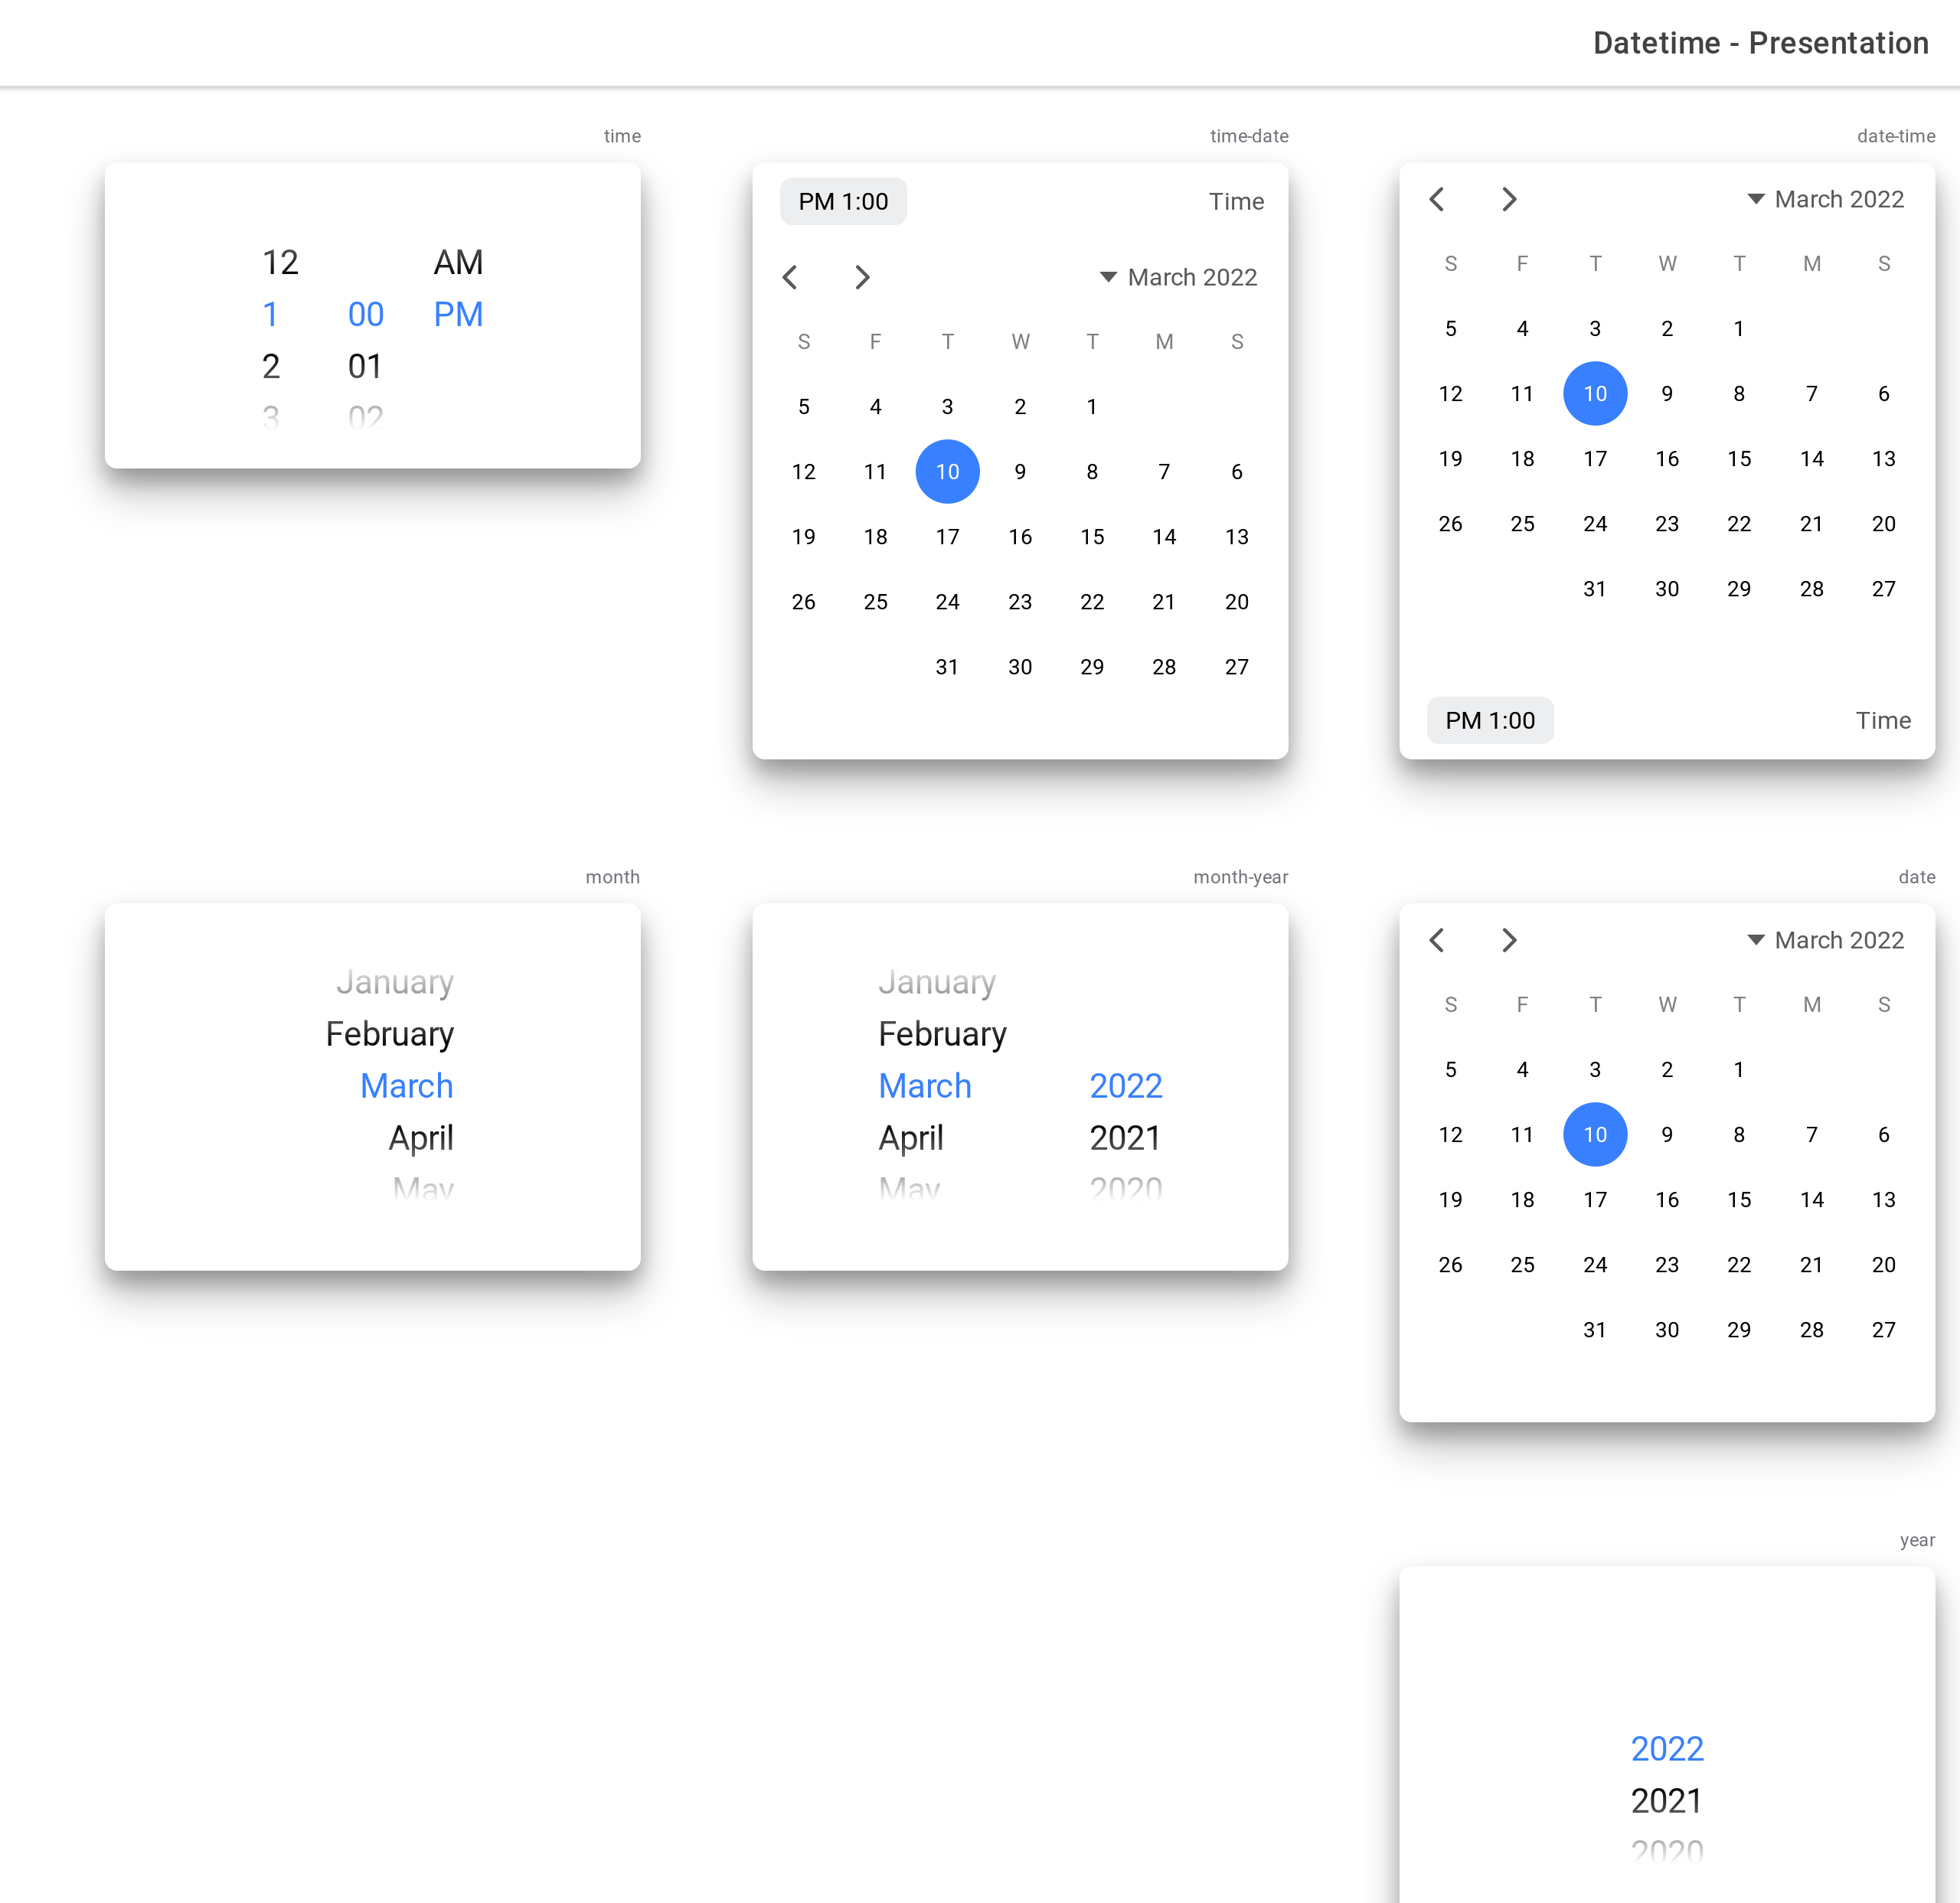 Datetime - Presentation
date-time
March 2022
S M T W T F S
1 2 3 4 5
6 7 8 9 10 11 12
13 14 15 16 17 18 19
20 21 22 23 24 25 26
27 28 29 30 31
Time
PM 1:00
time-date
Time
PM 1:00
March 2022
S M T W T F S
1 2 3 4 5
6 7 8 9 10 11 12
13 14 15 16 17 18 19
20 21 22 23 24 25 26
27 28 29 30 31
time
12 AM
1 00 PM
2 01
3 02
date
March 2022
S M T W T F S
1 2 3 4 5
6 7 8 9 10 11 12
13 14 15 16 17 18 19
20 21 22 23 24 25 26
27 28 29 30 31
month-year
January
February
March 2022
April 2021
May 2020
month
January
February
March
April
May
year
2022
2021
2020